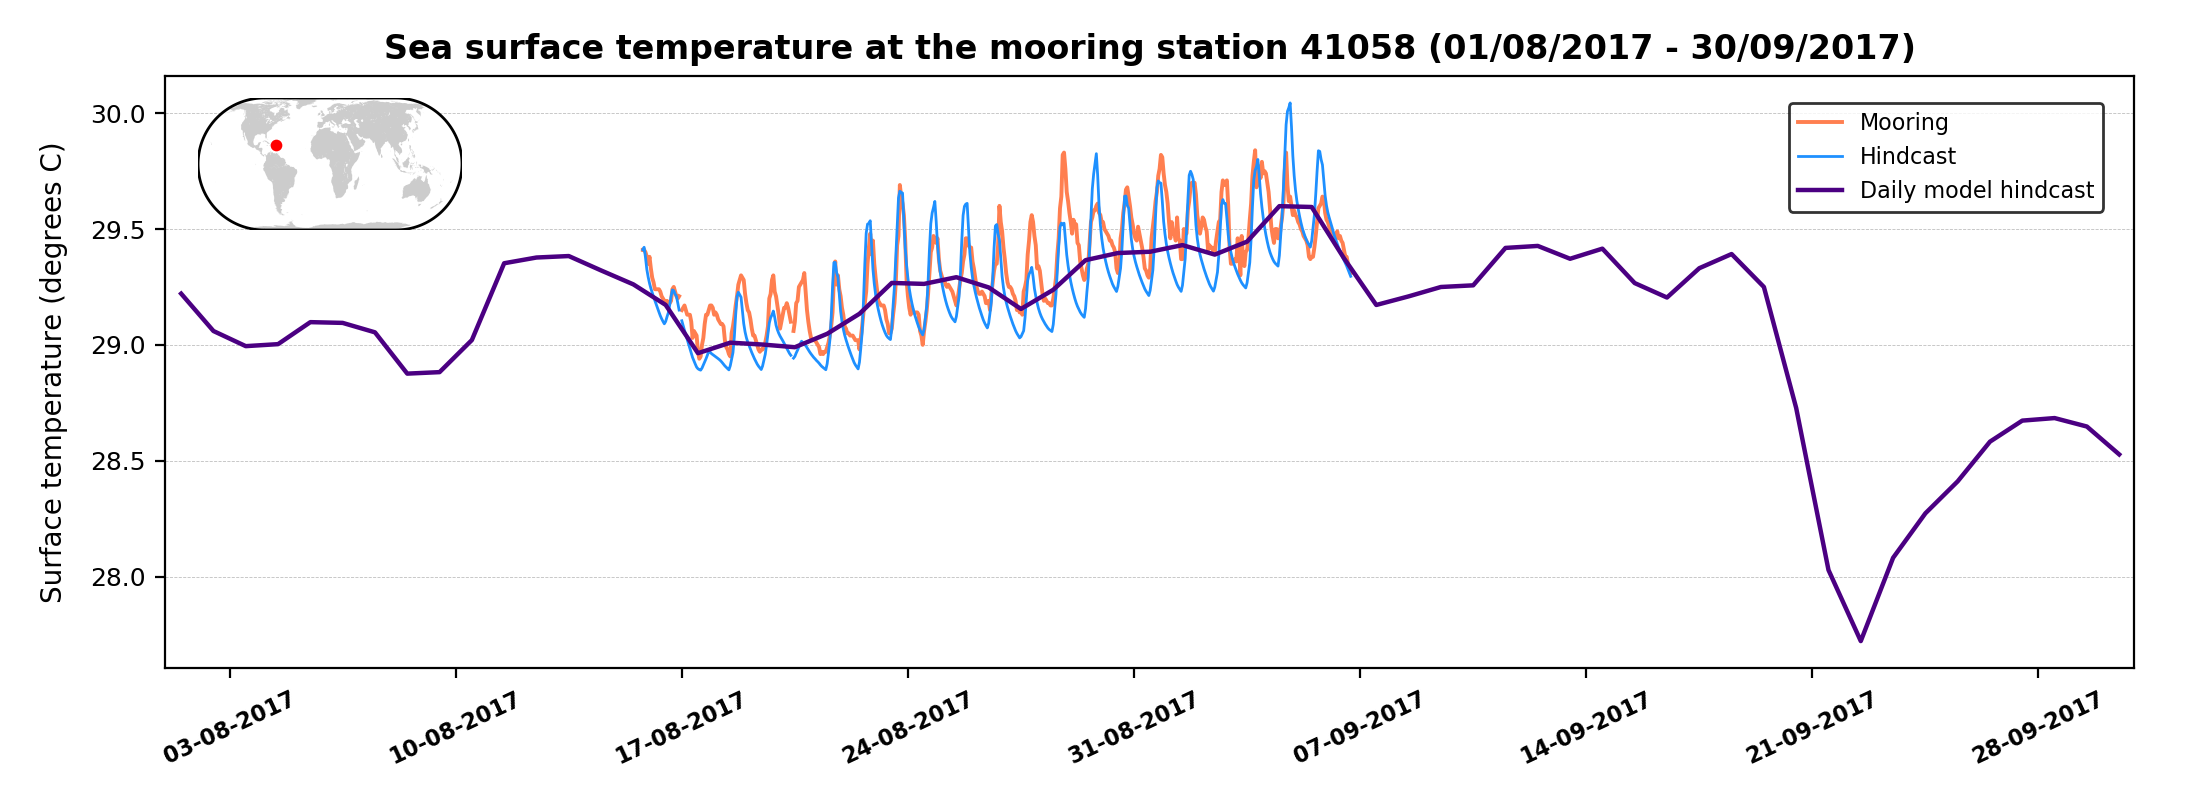 Sea surface temperature at the mooring station 41058 (01/08/2017 - 30/09/2017)
Surface temperature (degrees C)
30.0
29.5
29.0
28.5
28.0
Mooring
Hindcast
Daily model hindcast
03-08-2017
10-08-2017
17-08-2017
24-08-2017
31-08-2017
07-09-2017
14-09-2017
21-09-2017
28-09-2017